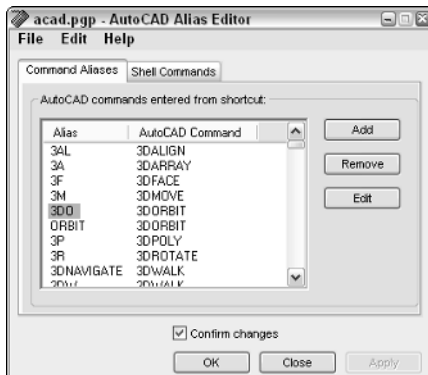 acad.pgp - AutoCAD Alias Editor
File Edit Help
Command Aliases Shell Commands
AutoCAD commands entered from shortcut:
Alias AutoCAD Command
3AL 3DALIGN
3A 3DARRAY
3F 3DFACE
3M 3DMOVE
3DO 3DORBIT
ORBIT 3DORBIT
3P 3DPOLY
3R 3DROTATE
3DNAVIGATE 3DWALK
3DW 3DWALK
Add
Remove
Edit
Confirm changes
OK Close Apply